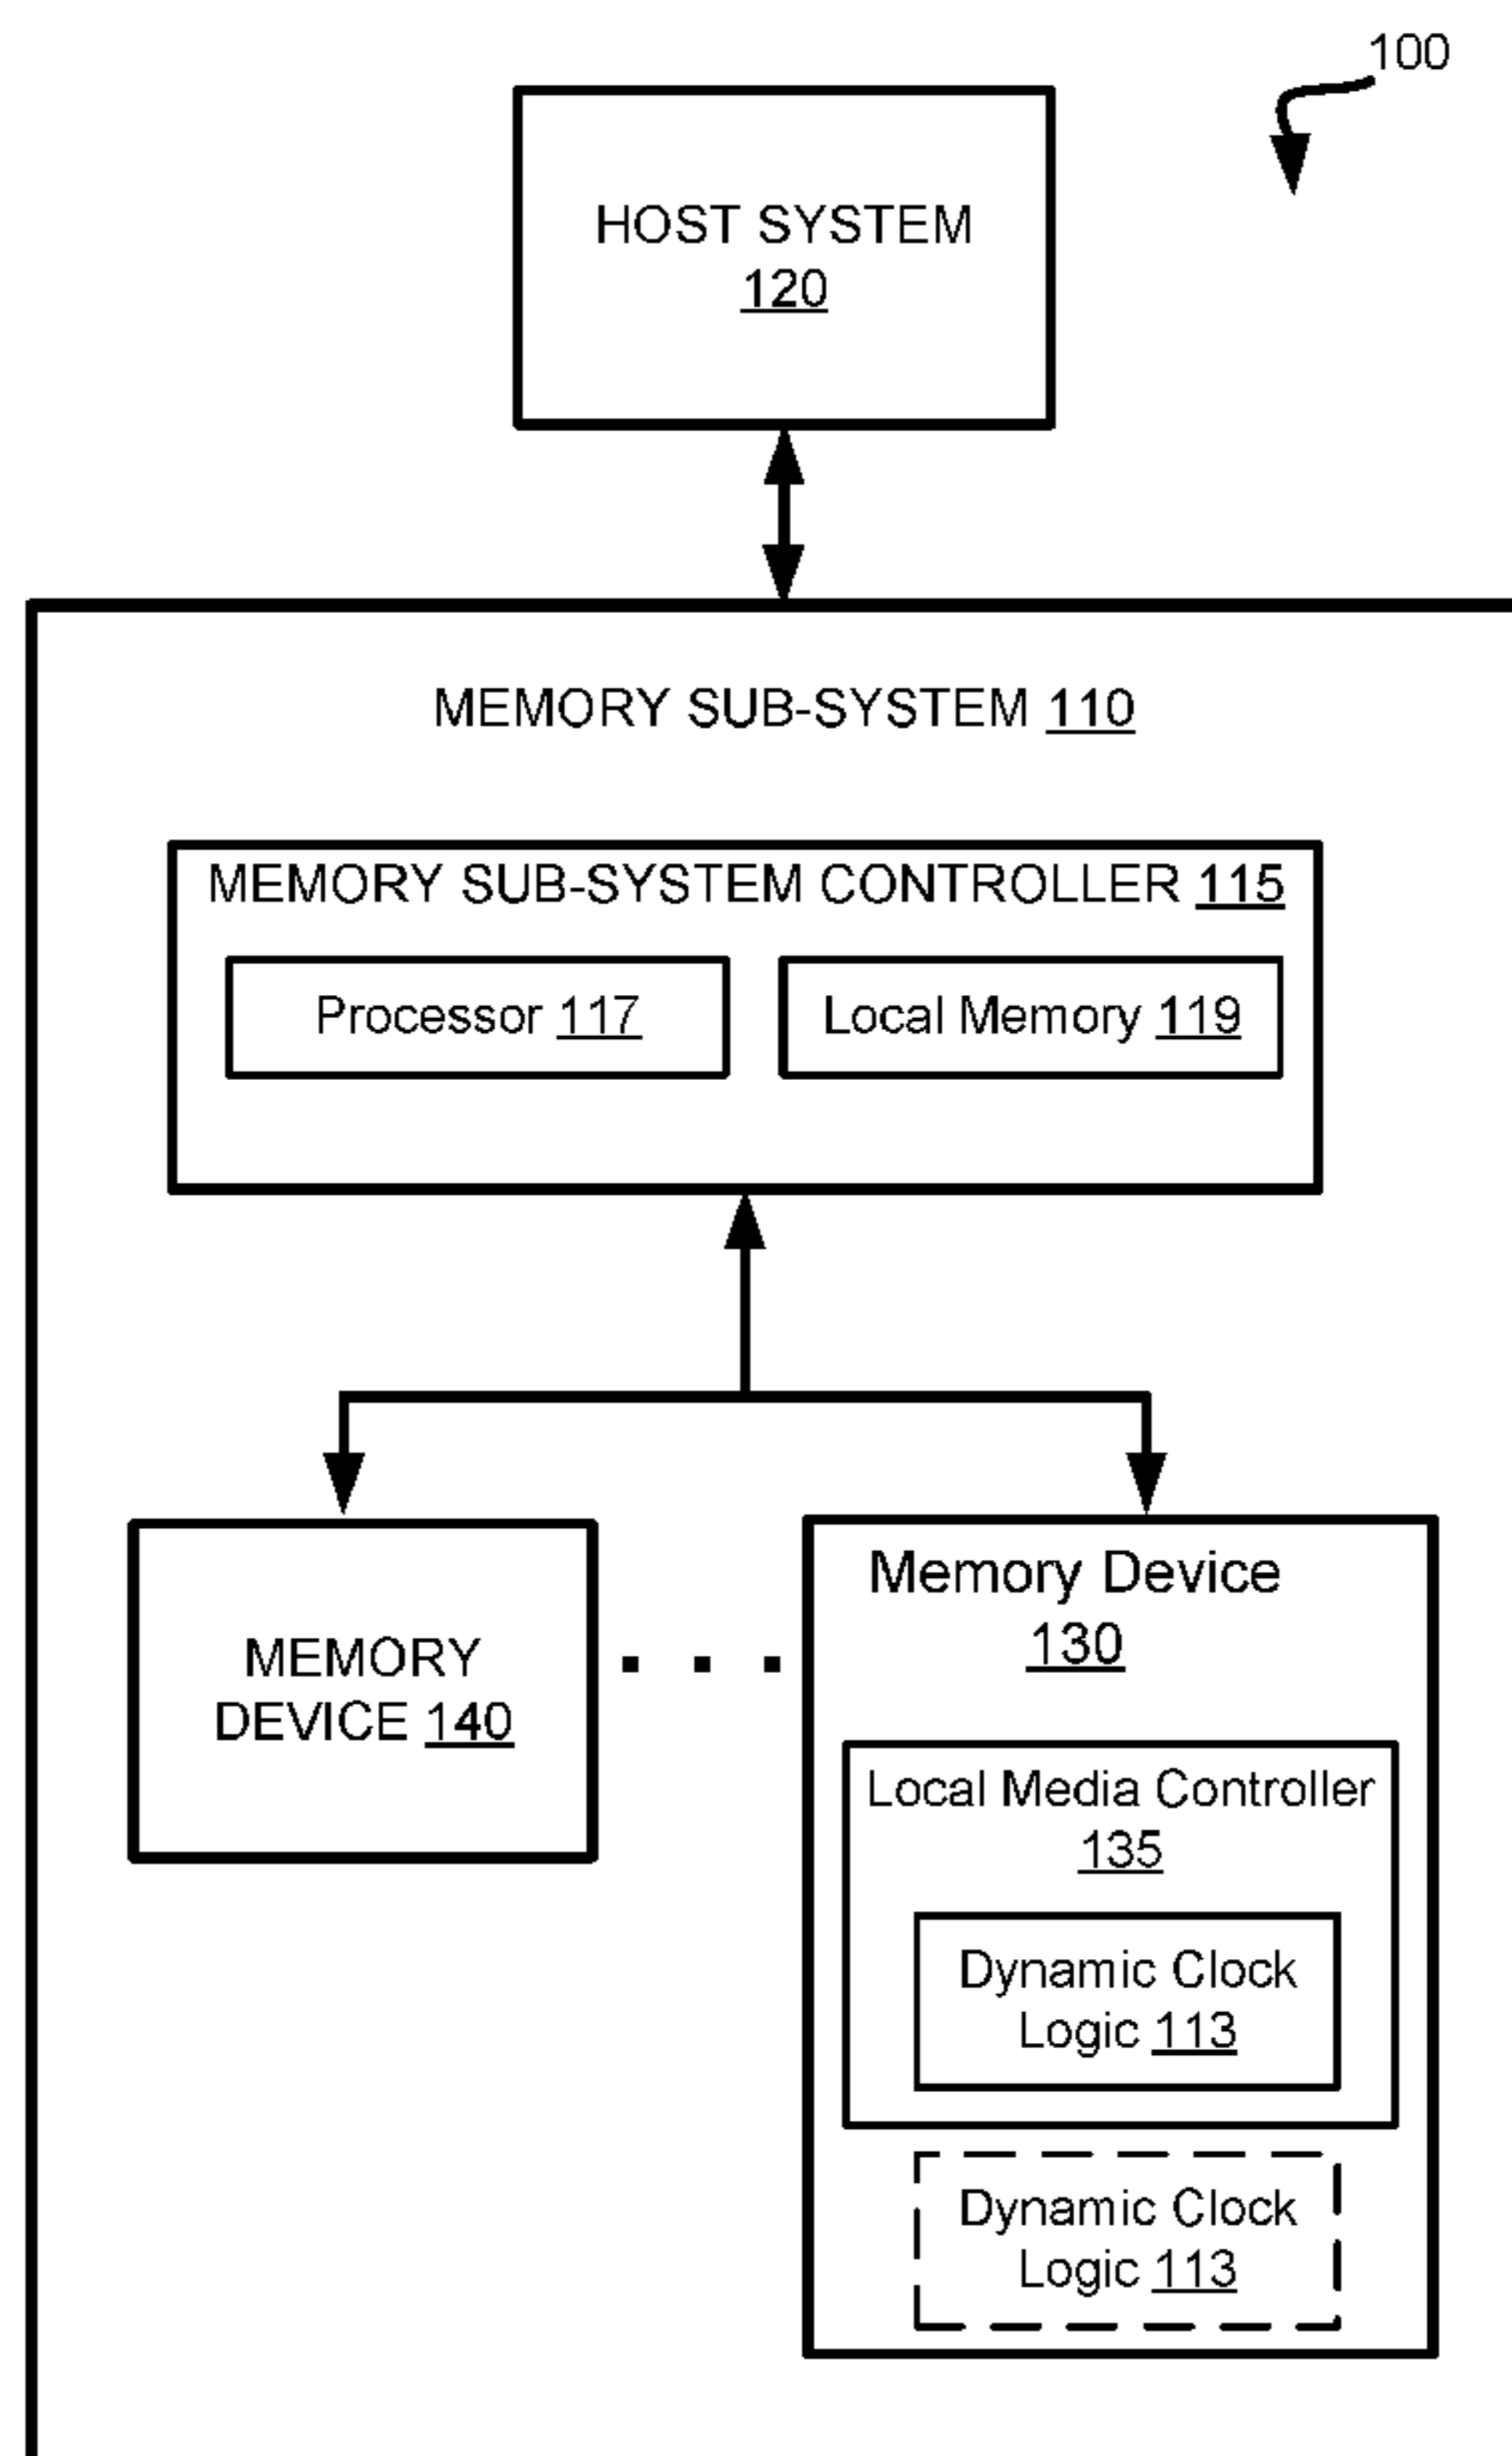 100
HOST SYSTEM
120
MEMORY SUB-SYSTEM 110
MEMORY SUB-SYSTEM CONTROLLER 115
Processor 117
Local Memory 119
MEMORY
DEVICE 140
Memory Device
130
Local Media Controller
135
Dynamic Clock
Logic 113
Dynamic Clock
Logic 113